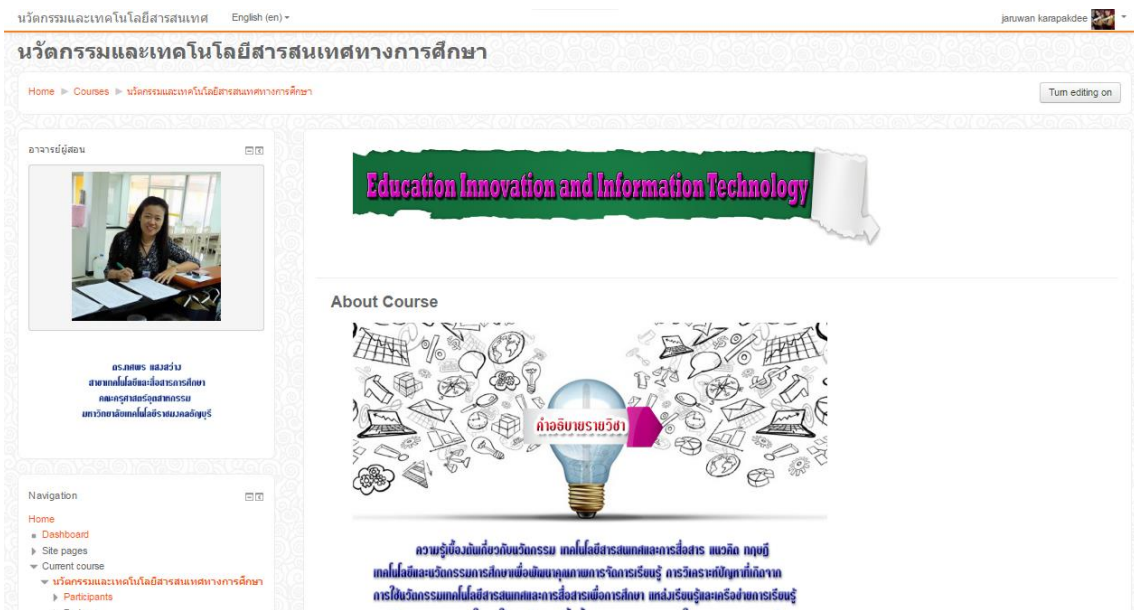 นวัตกรรมและเทคโนโลยีสารสนเทศ English (en)
jaruwan karapakdee
นวัตกรรมและเทคโนโลยีสารสนเทศทางการศึกษา
Home Courses นวัตกรรมและเทคโนโลยีสารสนเทศทางการศึกษา
Turn editing on
อาจารย์ผู้สอน
ดร.ทศพร แสงสว่าง
สาขาเทคโนโลยีและสื่อสารการศึกษา
คณะครุศาสตร์อุตสาหกรรม
มหาวิทยาลัยเทคโนโลยีราชมงคลธัญบุรี
Navigation
Home
Dashboard
Site pages
Current course
นวัตกรรมและเทคโนโลยีสารสนเทศทางการศึกษา
Participants
Education Innovation and Information Technology
About Course
คำอธิบายรายวิชา
ความรู้เบื้องต้นเกี่ยวกับนวัตกรรม เทคโนโลยีสารสนเทศและการสื่อสาร แนวคิด ทฤษฎี
เทคโนโลยีและนวัตกรรมการศึกษาเพื่อพัฒนาคุณภาพการจัดการเรียนรู้ การวิเคราะห์ปัญหาที่เกิดจาก
การใช้นวัตกรรมเทคโนโลยีสารสนเทศและการสื่อสารเพื่อการศึกษา แหล่งเรียนรู้และเครือข่ายการเรียนรู้